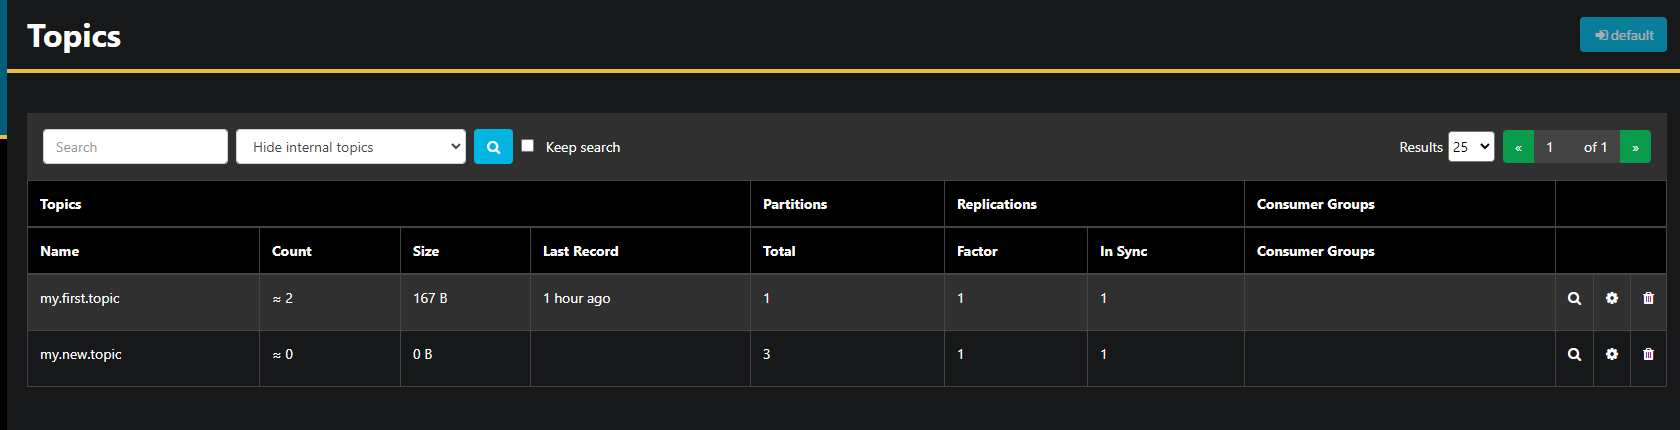 Topics
default
Search Hide internal topics Keep search Results 25 « 1 of 1 »
Topics Partitions Replications Consumer Groups
Name Count Size Last Record Total Factor In Sync Consumer Groups
my.first.topic ≈ 2 167 B 1 hour ago 1 1 1
my.new.topic ≈ 0 0 B 3 1 1